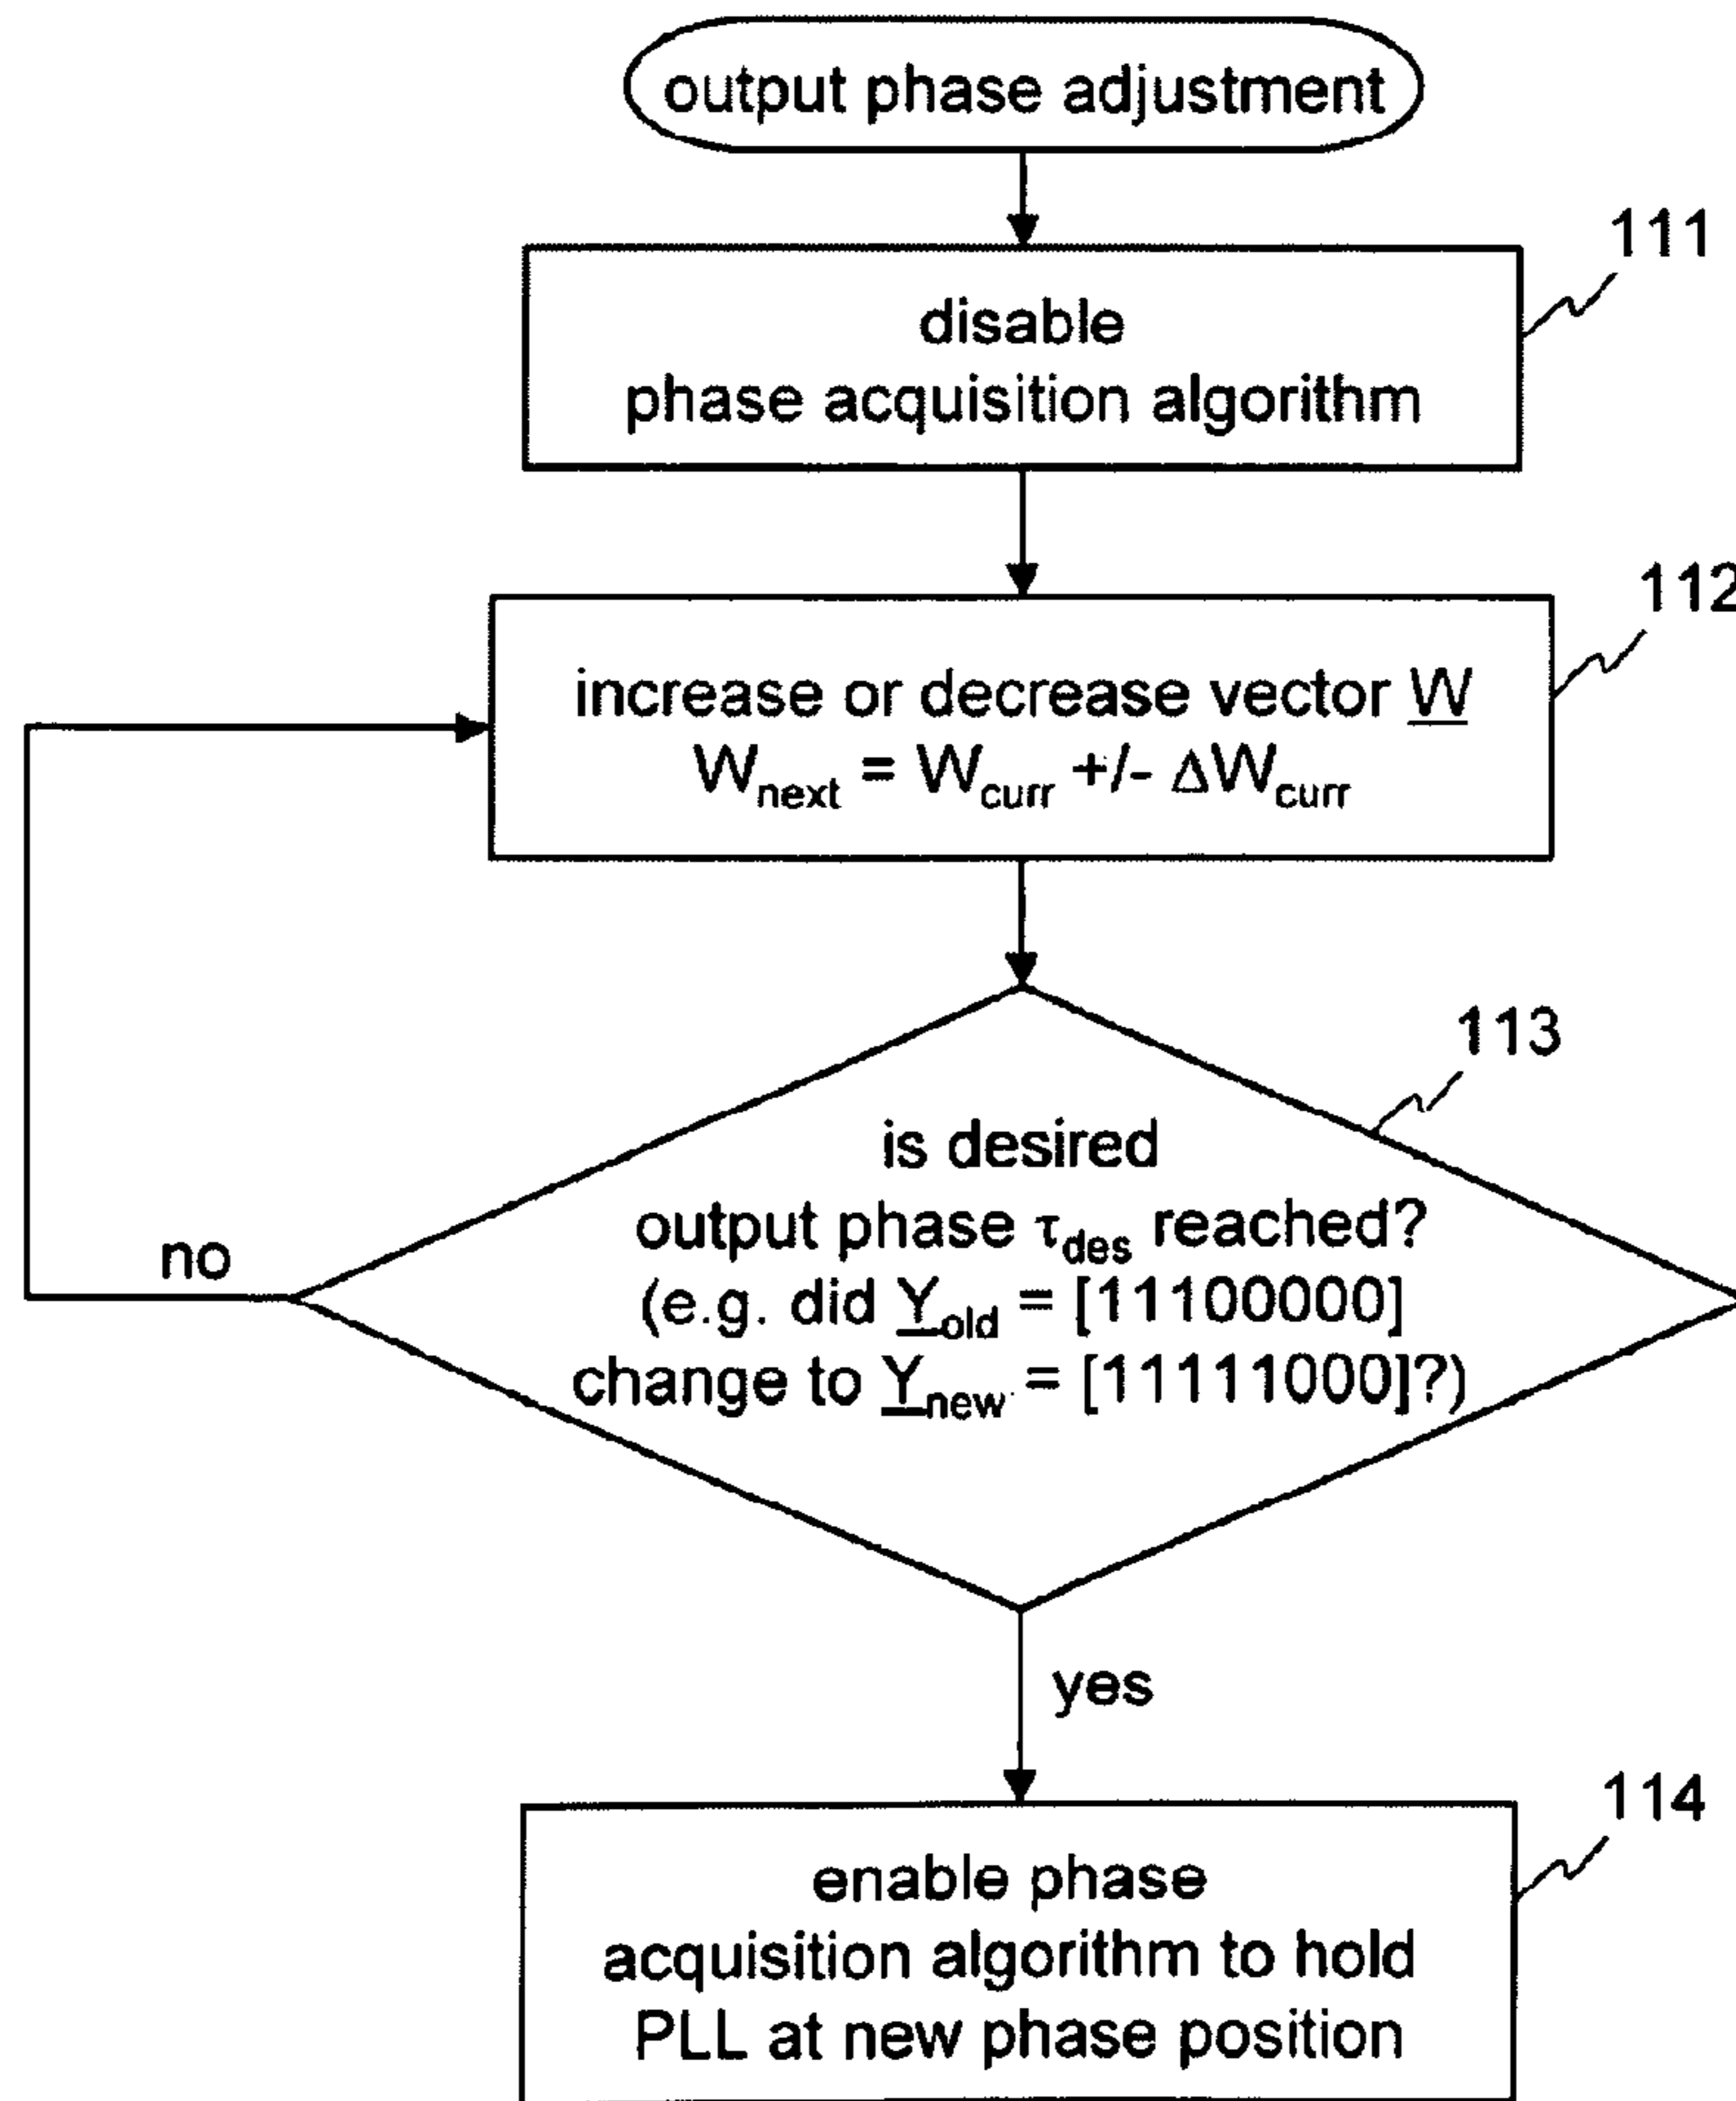 output phase adjustment
111
disable
phase acquisition algorithm
112
increase or decrease vector W
Wnext = Wcurr +/- ΔWcurr
113
is desired
output phase τdes reached?
(e.g. did Yold = [11100000]
change to Ynew = [11111000]?)
no
yes
114
enable phase
acquisition algorithm to hold
PLL at new phase position